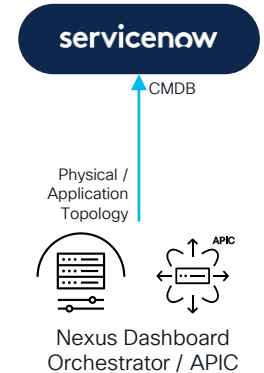 servicenow
CMDB
Physical /
Application
Topology
APIC
Nexus Dashboard
Orchestrator / APIC